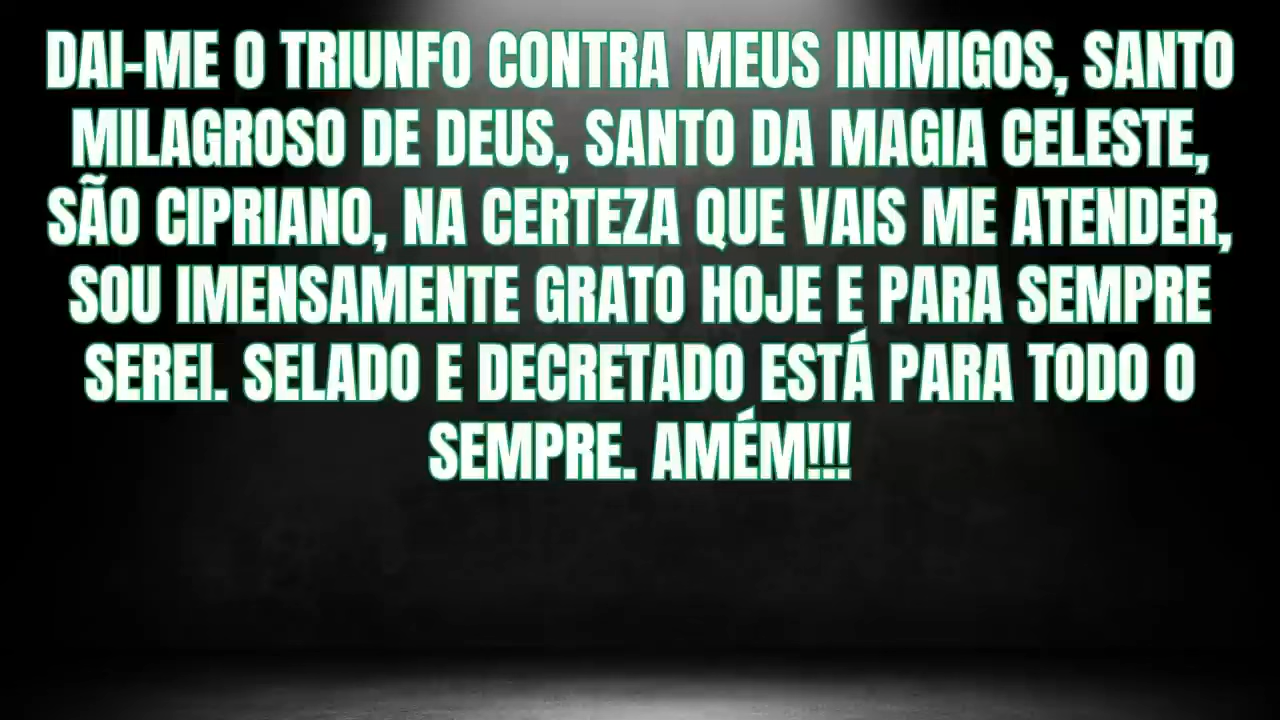 DAI-ME O TRIUNFO CONTRA MEUS INIMIGOS, SANTO
MILAGROSO DE DEUS, SANTO DA MAGIA CELESTE,
SÃO CIPRIANO, NA CERTEZA QUE VAIS ME ATENDER,
SOU IMENSAMENTE GRATO HOJE E PARA SEMPRE
SEREI. SELADO E DECRETADO ESTÁ PARA TODO O
SEMPRE. AMÉM!!!